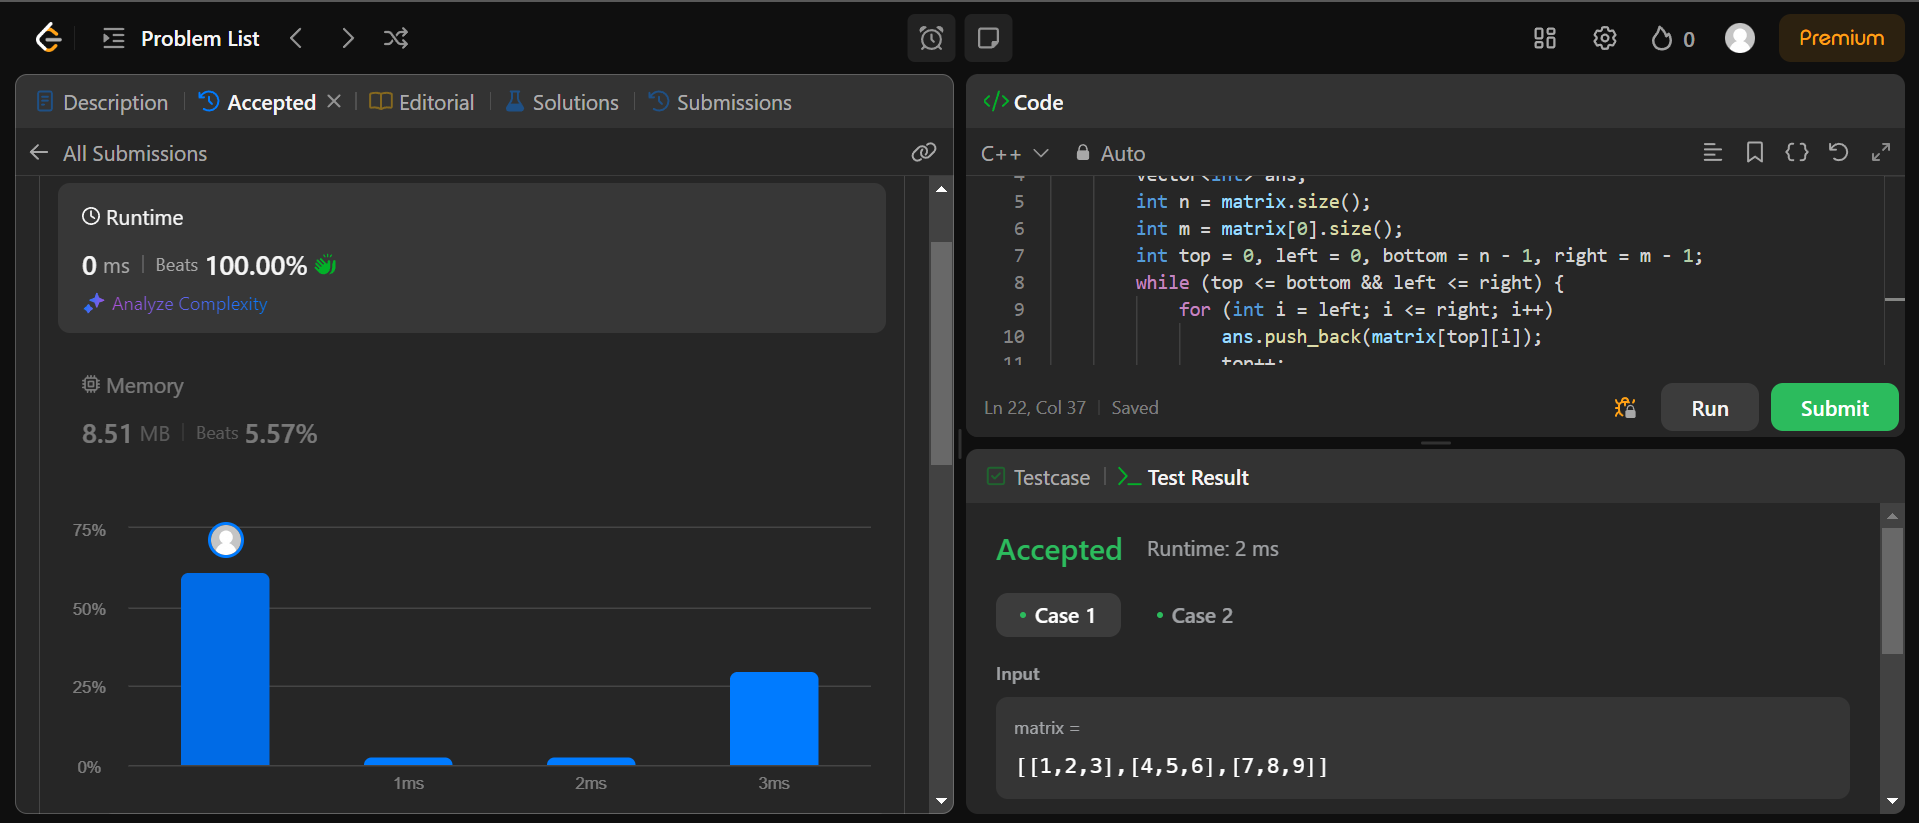 Problem List
0
Premium
Description
Accepted
Editorial
Solutions
Submissions
All Submissions
Runtime
0 ms
Beats 100.00%
Analyze Complexity
Memory
8.51 MB
Beats 5.57%
75%
50%
25%
0%
1ms
2ms
3ms
</> Code
C++
Auto
4 vector<int> ans;
5 int n = matrix.size();
6 int m = matrix[0].size();
7 int top = 0, left = 0, bottom = n - 1, right = m - 1;
8 while (top <= bottom && left <= right) {
9 for (int i = left; i <= right; i++)
10 ans.push_back(matrix[top][i]);
11 top++;
Ln 22, Col 37
Saved
Run
Submit
Testcase
Test Result
Accepted
Runtime: 2 ms
Case 1
Case 2
Input
matrix =
[[1,2,3],[4,5,6],[7,8,9]]